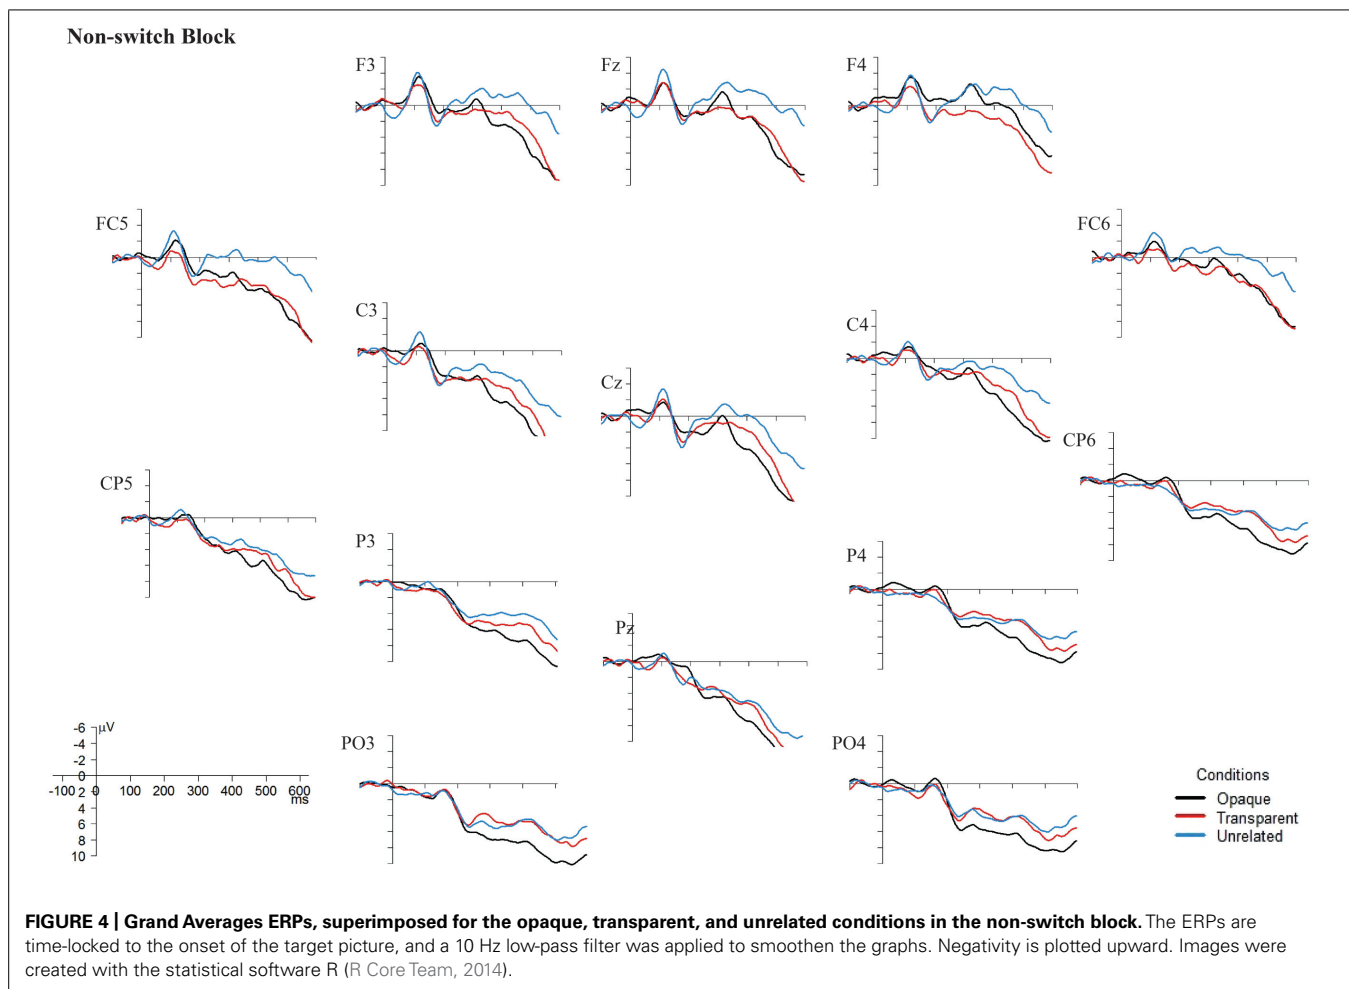 Non-switch Block
F3
Fz
F4
FC5
FC6
C3
C4
Cz
CP6
CP5
P3
P4
Pz
PO3
PO4
-6
μV
-4
-2
0
2
4
6
8
10
-100 0 100 200 300 400 500 600
ms
Conditions
Opaque
Transparent
Unrelated
FIGURE 4 | Grand Averages ERPs, superimposed for the opaque, transparent, and unrelated conditions in the non-switch block. The ERPs are
time-locked to the onset of the target picture, and a 10 Hz low-pass filter was applied to smoothen the graphs. Negativity is plotted upward. Images were
created with the statistical software R (R Core Team, 2014).